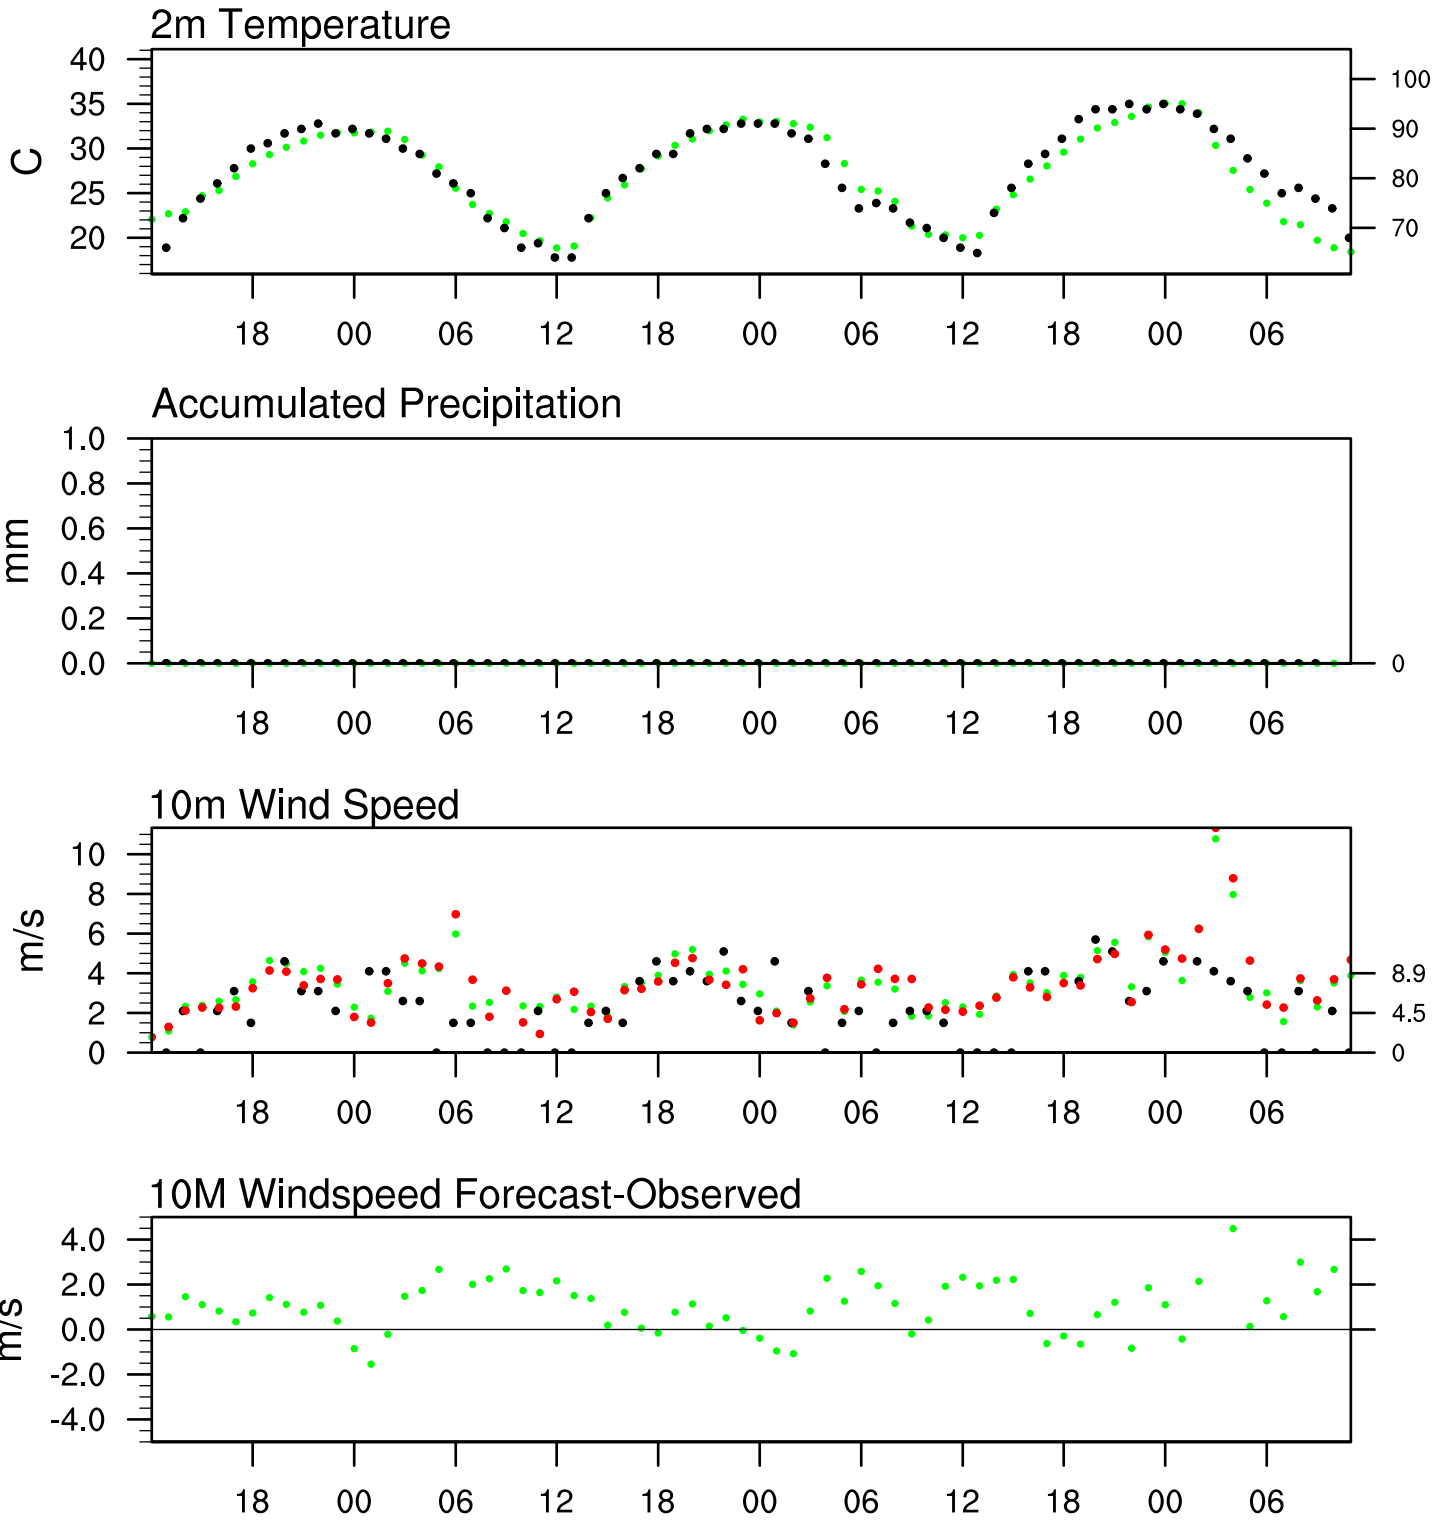 2m Temperature
40
35
30
25
20
C
100
90
80
70
18 00 06 12 18 00 06 12 18 00 06
Accumulated Precipitation
1.0
0.8
0.6
0.4
0.2
0.0
mm
0
18 00 06 12 18 00 06 12 18 00 06
10m Wind Speed
10
8
6
4
2
0
m/s
8.9
4.5
0
18 00 06 12 18 00 06 12 18 00 06
10M Windspeed Forecast-Observed
4.0
2.0
0.0
-2.0
-4.0
m/s
18 00 06 12 18 00 06 12 18 00 06